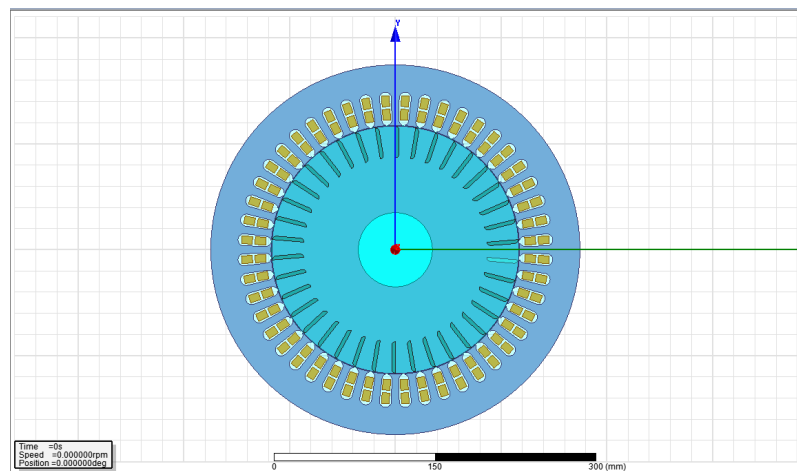 Y
Time =0s
Speed =0.000000rpm
Position =0.000000deg
0 150 300 (mm)